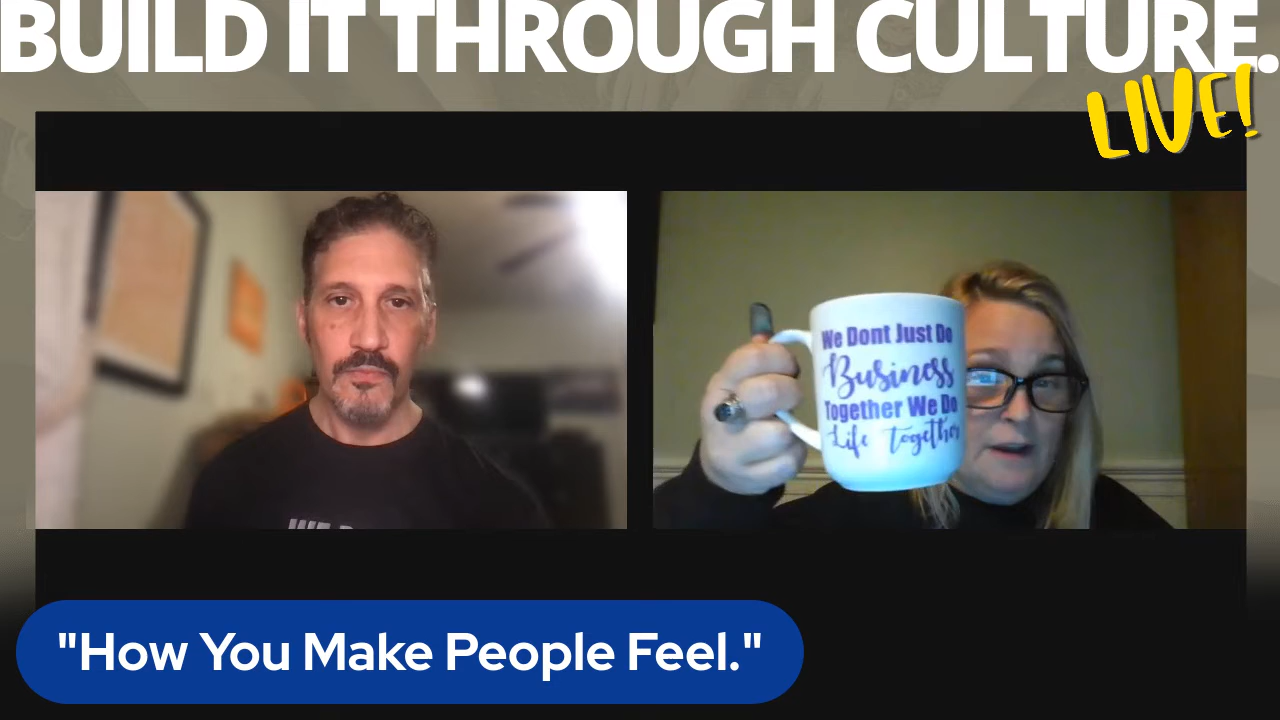 BUILD IT THROUGH CULTURE.
LIVE!
We Dont Just Do
Business
Together We Do
Life together
"How You Make People Feel."